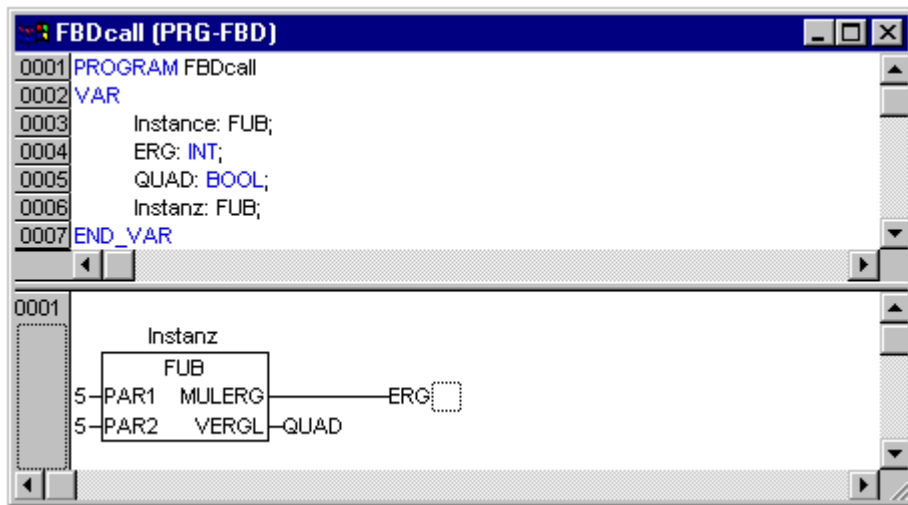 FBDcall (PRG-FBD)
0001 PROGRAM FBDcall
0002 VAR
0003 Instance: FUB;
0004 ERG: INT;
0005 QUAD: BOOL;
0006 Instanz: FUB;
0007 END_VAR
0001
Instanz
FUB
5 PAR1 MULERG ERG
5 PAR2 VERGL QUAD